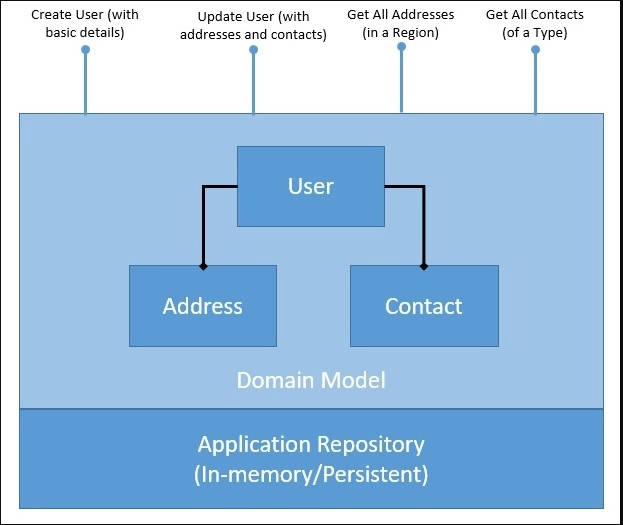 Create User (with
basic details)
Update User (with
addresses and contacts)
Get All Addresses
(in a Region)
Get All Contacts
(of a Type)
User
Address
Contact
Domain Model
Application Repository
(In-memory/Persistent)